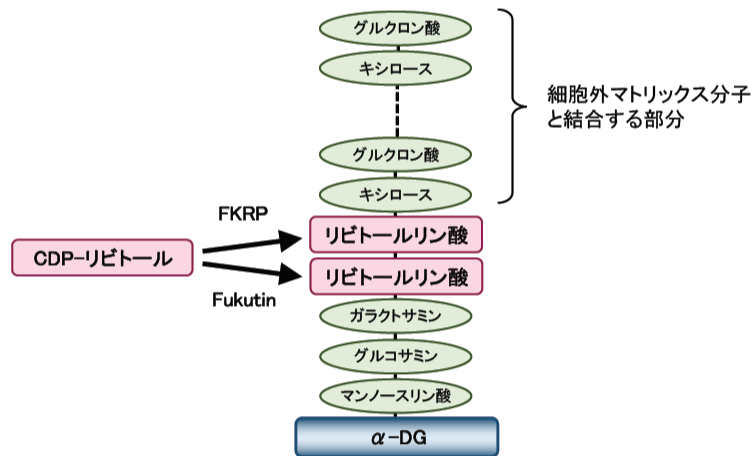 グルクロン酸
キシロース
細胞外マトリックス分子
と結合する部分
グルクロン酸
キシロース
FKRP
リビトールリン酸
CDP-リビトール
リビトールリン酸
Fukutin
ガラクトサミン
グルコサミン
マンノースリン酸
α-DG